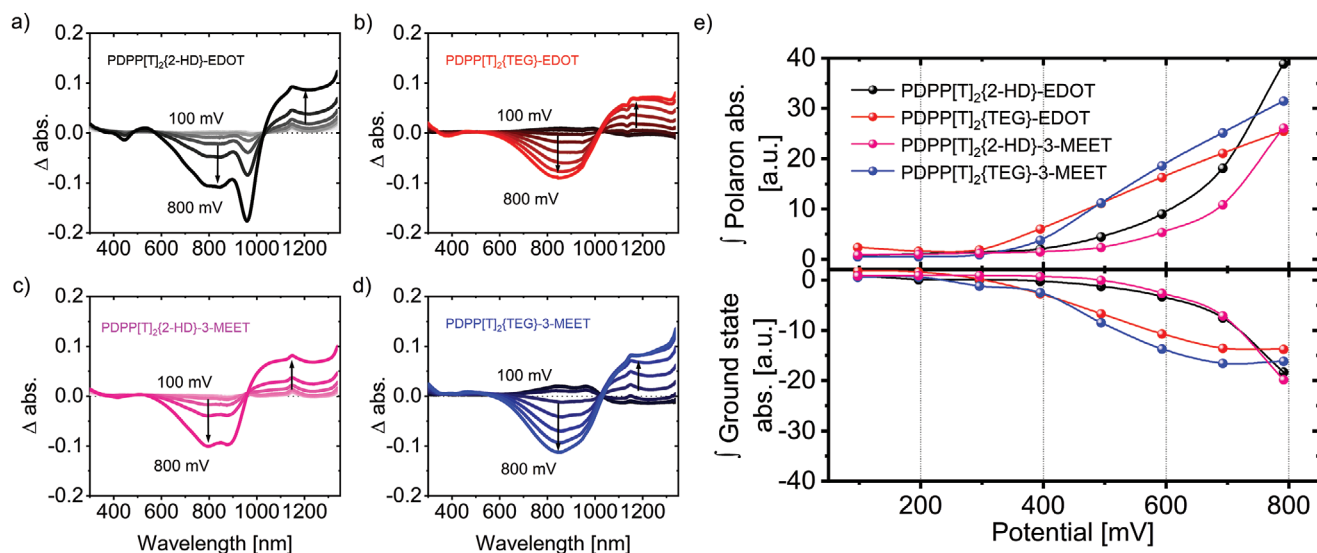 a)
PDPP[T]₂{2-HD}-EDOT
100 mV
800 mV
Δ abs.
0.2
0.1
0.0
-0.1
-0.2
400 600 800 1000 1200
b)
PDPP[T]₂{TEG}-EDOT
100 mV
800 mV
Δ abs.
0.2
0.1
0.0
-0.1
-0.2
400 600 800 1000 1200
c)
PDPP[T]₂{2-HD}-3-MEET
100 mV
800 mV
Δ abs.
0.2
0.1
0.0
-0.1
-0.2
400 600 800 1000 1200
Wavelength [nm]
d)
PDPP[T]₂{TEG}-3-MEET
100 mV
800 mV
Δ abs.
0.2
0.1
0.0
-0.1
-0.2
400 600 800 1000 1200
Wavelength [nm]
e)
PDPP[T]₂{2-HD}-EDOT
PDPP[T]₂{TEG}-EDOT
PDPP[T]₂{2-HD}-3-MEET
PDPP[T]₂{TEG}-3-MEET
∫ Polaron abs.
[a.u.]
40
30
20
10
0
∫ Ground state
abs. [a.u.]
0
-10
-20
-30
-40
200 400 600 800
Potential [mV]